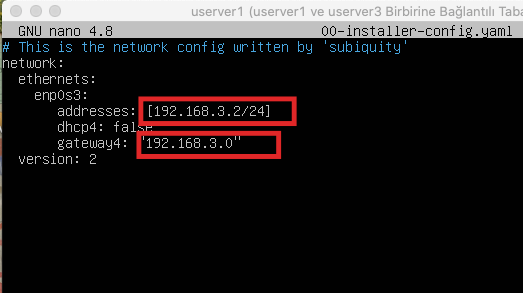 userver1 (userver1 ve userver3 Birbirine Bağlantılı Taba
GNU nano 4.8 00-installer-config.yaml
# This is the network config written by 'subiquity'
network:
  ethernets:
    enp0s3:
      addresses: [192.168.3.2/24]
      dhcp4: false
      gateway4: "192.168.3.0"
  version: 2